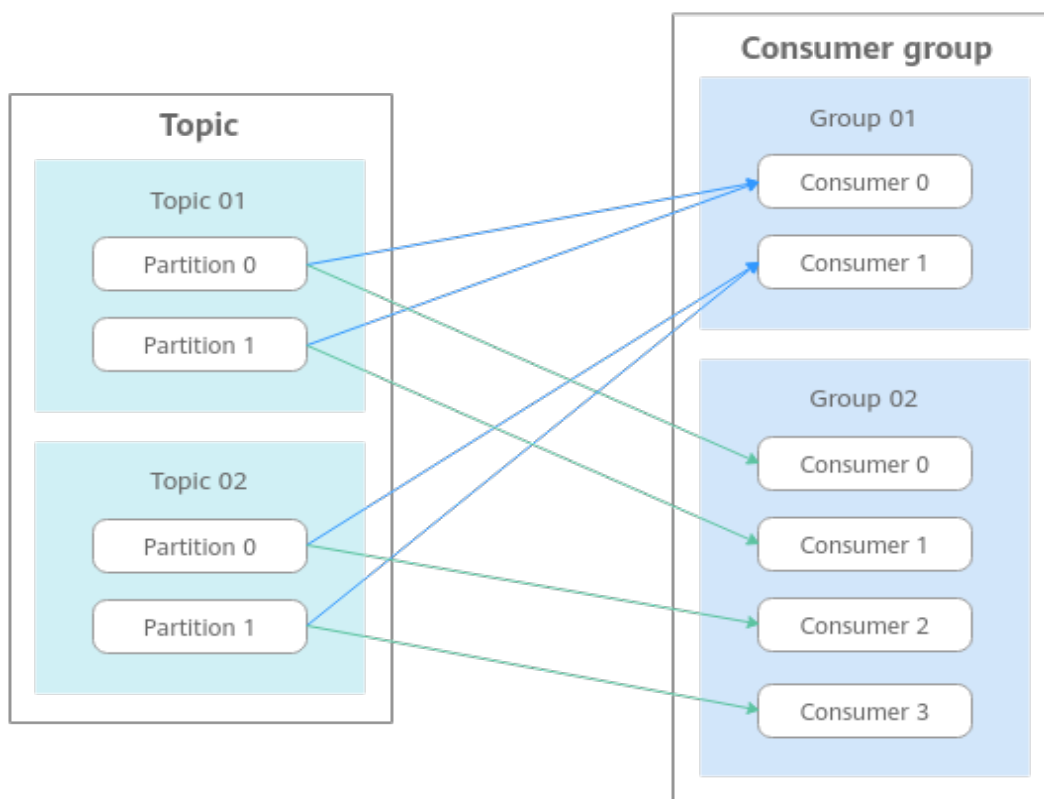 Topic
Topic 01
Partition 0
Partition 1
Topic 02
Partition 0
Partition 1
Consumer group
Group 01
Consumer 0
Consumer 1
Group 02
Consumer 0
Consumer 1
Consumer 2
Consumer 3